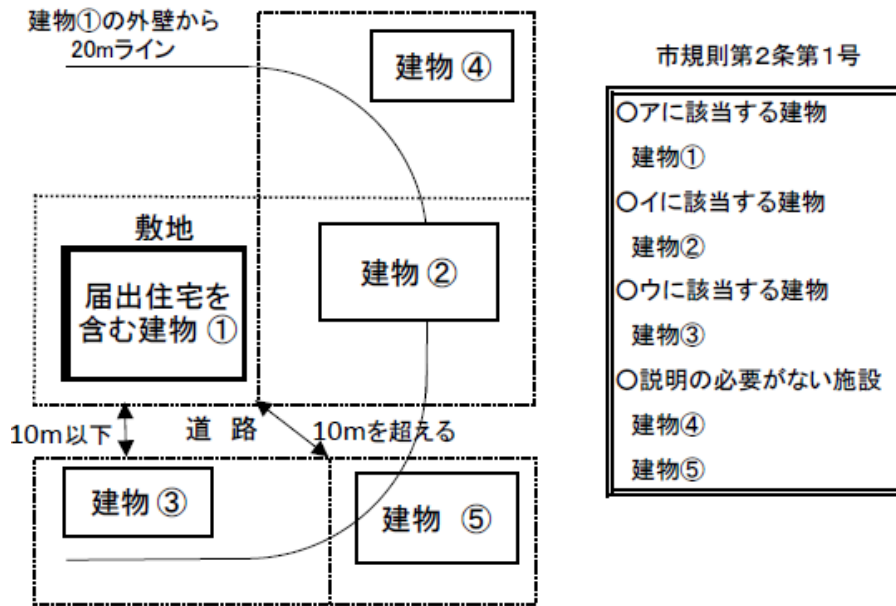 建物①の外壁から
20mライン
建物④
敷地
届出住宅を
含む建物①
建物②
10m以下
道路
10mを超える
建物③
建物⑤
市規則第2条第1号
○アに該当する建物
建物①
○イに該当する建物
建物②
○ウに該当する建物
建物③
○説明の必要がない施設
建物④
建物⑤